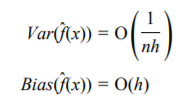 Var(f̂(x)) = O(1/nh)
Bias(f̂(x)) = O(h)